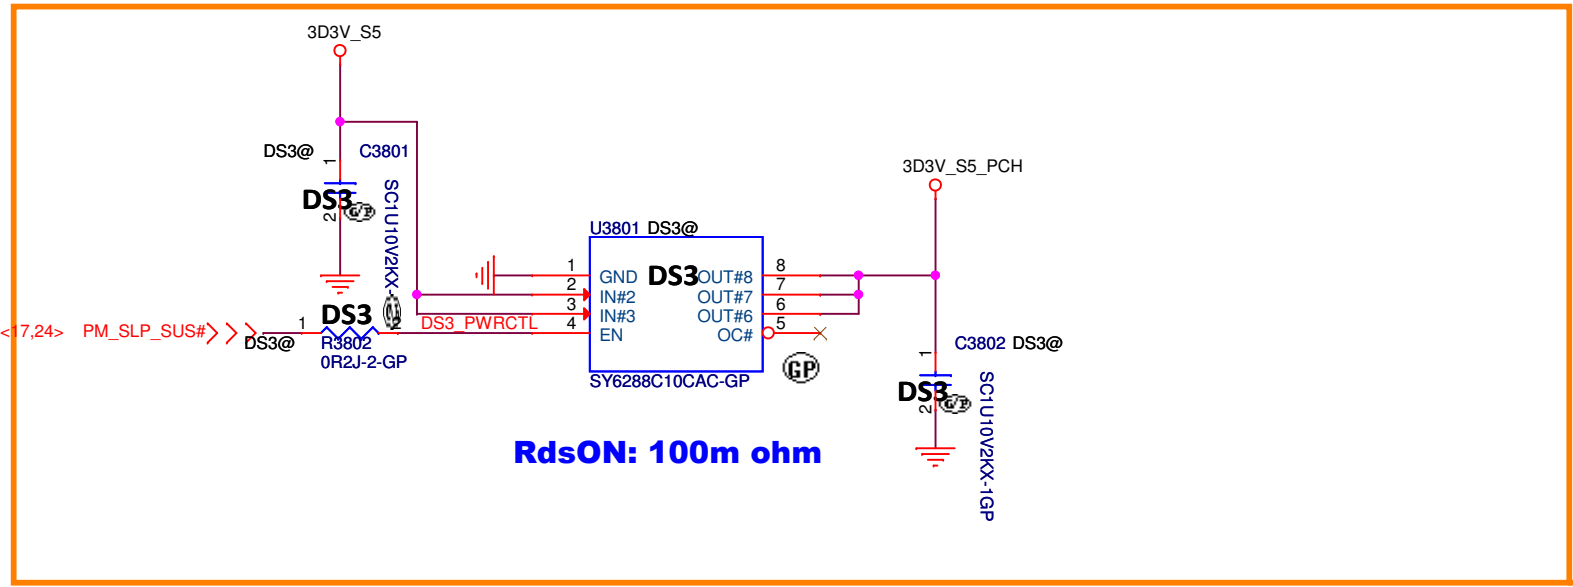 3D3V_S5
DS3@
1
C3801
DS3
2
G/P
SC1U10V2KX-
3D3V_S5_PCH
U3801 DS3@
1 GND DS3 OUT#8 8
2 IN#2 OUT#7 7
3 IN#3 OUT#6 6
4 EN OC# 5
SY6288C10CAC-GP
GP
<17,24> PM_SLP_SUS#
DS3@
1 DS3 2
DS3_PWRCTL
R3802
0R2J-2-GP
1
C3802 DS3@
DS3
2
G/P
SC1U10V2KX-1GP
RdsON: 100m ohm